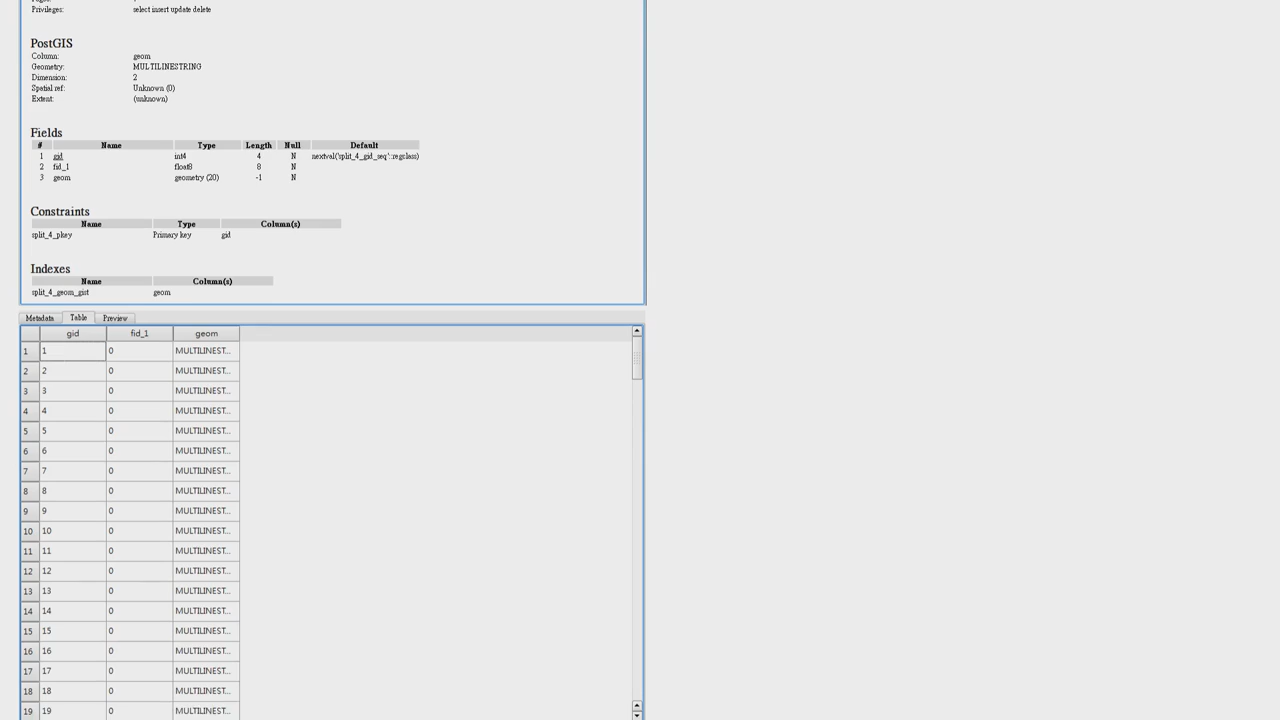 Privileges: select insert update delete
PostGIS
Column: geom
Geometry: MULTILINESTRING
Dimension: 2
Spatial ref: Unknown (0)
Extent: (unknown)
Fields
# Name Type Length Null Default
1 gid int4 4 N nextval('split_4_gid_seq'::regclass)
2 fid_1 float8 8 N
3 geom geometry (20) -1 N
Constraints
Name Type Column(s)
split_4_pkey Primary key gid
Indexes
Name Column(s)
split_4_geom_gist geom
Metadata Table Preview
gid fid_1 geom
1 1 0 MULTILINEST...
2 2 0 MULTILINEST...
3 3 0 MULTILINEST...
4 4 0 MULTILINEST...
5 5 0 MULTILINEST...
6 6 0 MULTILINEST...
7 7 0 MULTILINEST...
8 8 0 MULTILINEST...
9 9 0 MULTILINEST...
10 10 0 MULTILINEST...
11 11 0 MULTILINEST...
12 12 0 MULTILINEST...
13 13 0 MULTILINEST...
14 14 0 MULTILINEST...
15 15 0 MULTILINEST...
16 16 0 MULTILINEST...
17 17 0 MULTILINEST...
18 18 0 MULTILINEST...
19 19 0 MULTILINEST...